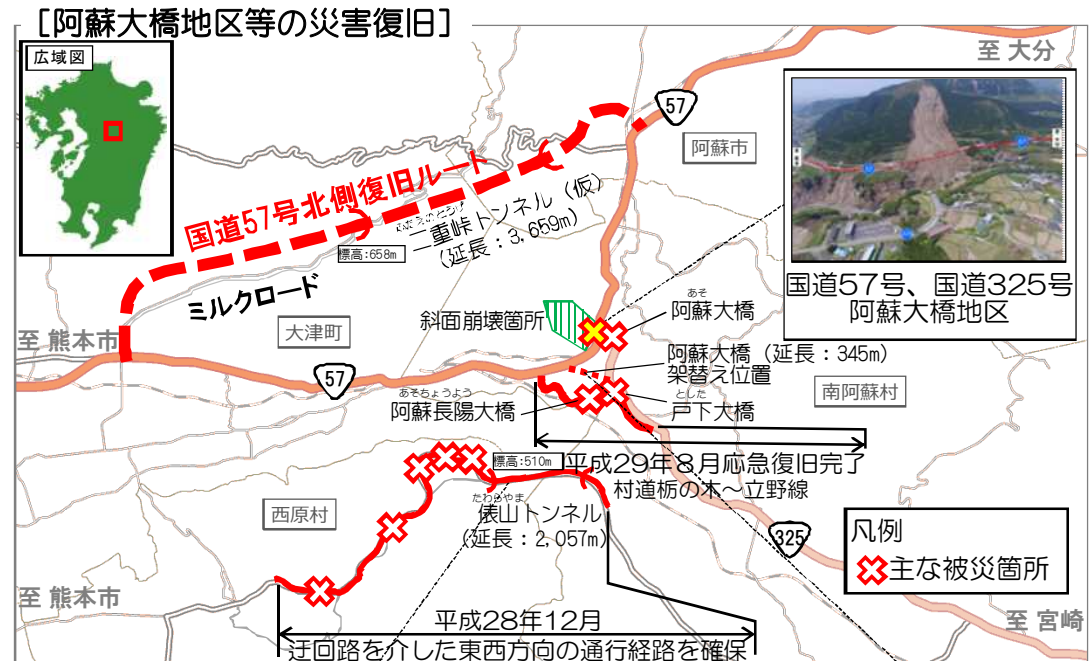 [阿蘇大橋地区等の災害復旧]
広域図
至 大分
57
阿蘇市
国道57号北側復旧ルート
ふたえのとうげ
二重峠トンネル（仮）
（延長：3,659m）
標高:658m
ミルクロード
国道57号、国道325号
阿蘇大橋地区
斜面崩壊箇所
あそ
阿蘇大橋
大津町
至 熊本市
57
阿蘇大橋（延長：345m）
架替え位置
あそちょうよう
阿蘇長陽大橋
とした
戸下大橋
南阿蘇村
標高:510m
平成29年8月応急復旧完了
村道栃の木～立野線
西原村
たわらやま
俵山トンネル
（延長：2,057m）
325
凡例
主な被災箇所
至 熊本市
平成28年12月
迂回路を介した東西方向の通行経路を確保
至 宮崎